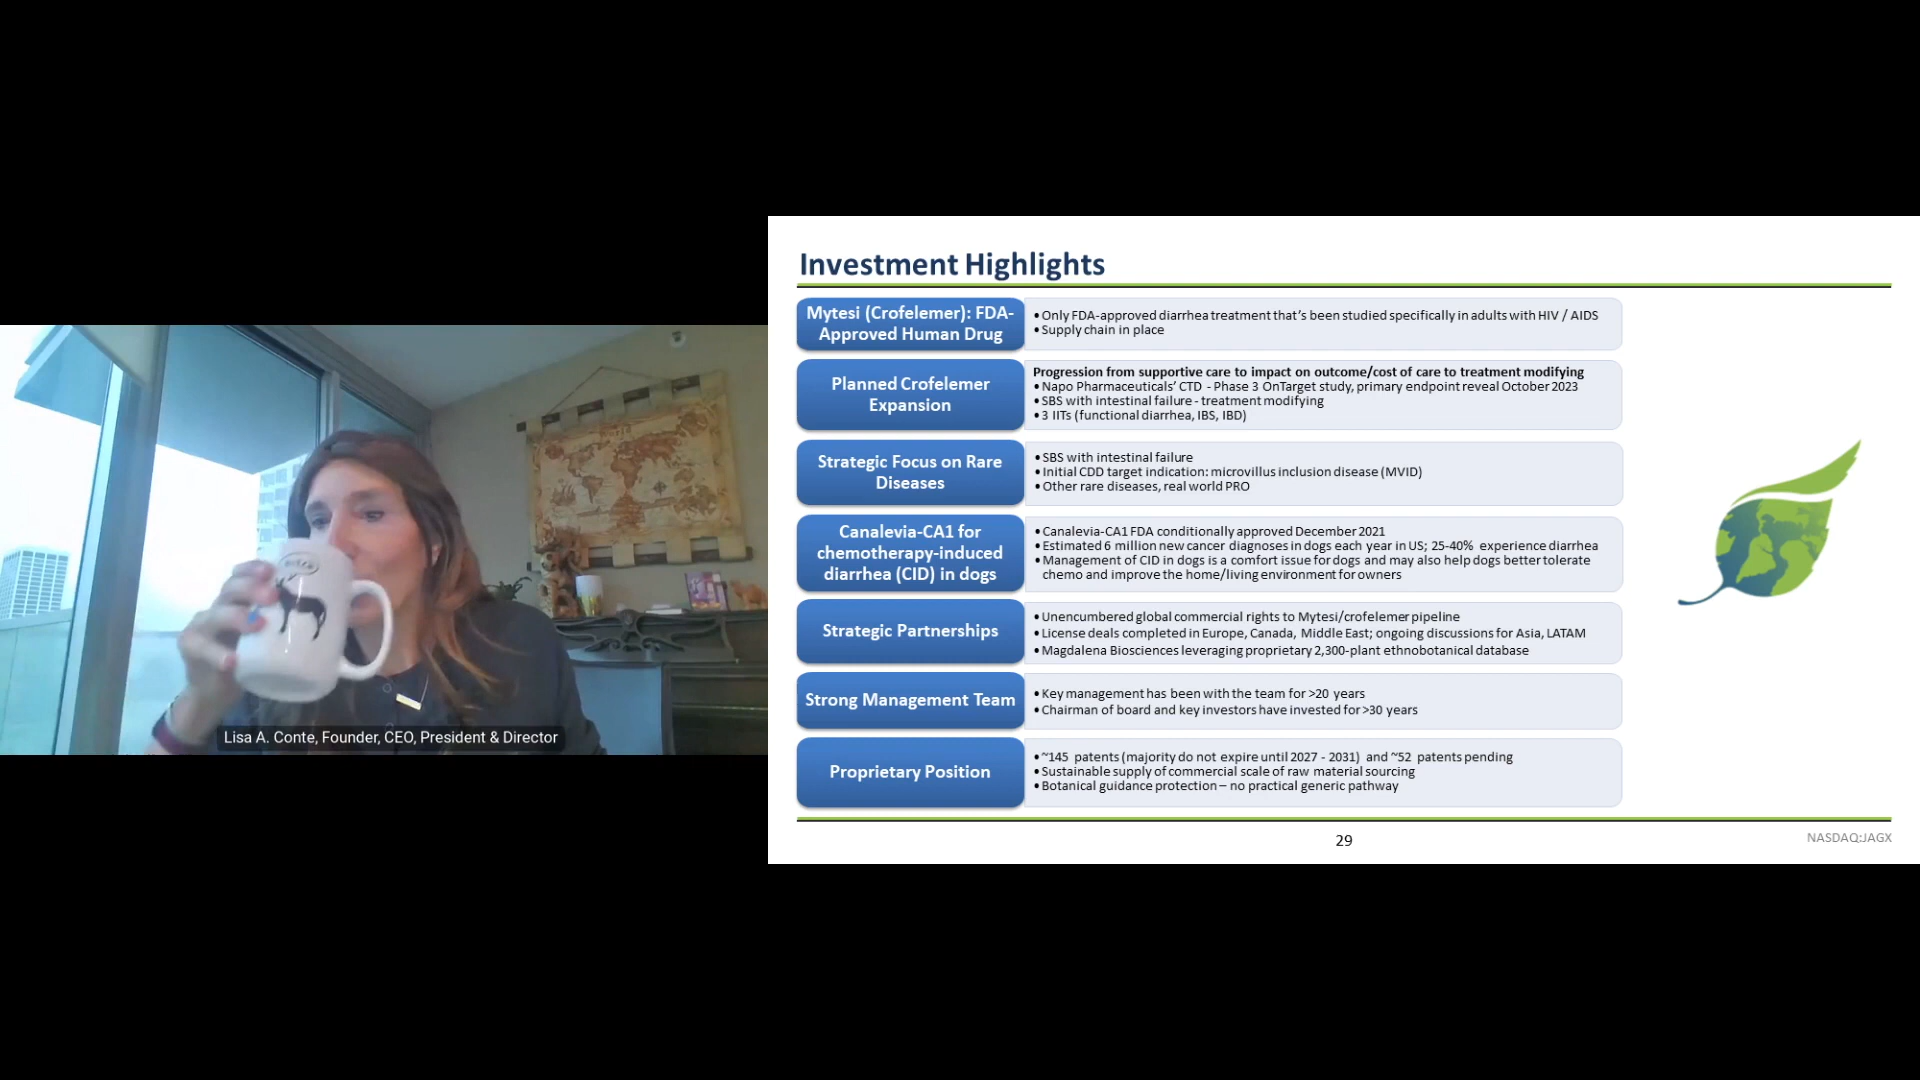 Lisa A. Conte, Founder, CEO, President & Director
Investment Highlights
Mytesi (Crofelemer): FDA-
Approved Human Drug
• Only FDA-approved diarrhea treatment that's been studied specifically in adults with HIV / AIDS
• Supply chain in place
Planned Crofelemer
Expansion
Progression from supportive care to impact on outcome/cost of care to treatment modifying
• Napo Pharmaceuticals' CTD - Phase 3 OnTarget study, primary endpoint reveal October 2023
• SBS with intestinal failure - treatment modifying
• 3 IITs (functional diarrhea, IBS, IBD)
Strategic Focus on Rare
Diseases
• SBS with intestinal failure
• Initial CDD target indication: microvillus inclusion disease (MVID)
• Other rare diseases, real world PRO
Canalevia-CA1 for
chemotherapy-induced
diarrhea (CID) in dogs
• Canalevia-CA1 FDA conditionally approved December 2021
• Estimated 6 million new cancer diagnoses in dogs each year in US; 25-40% experience diarrhea
• Management of CID in dogs is a comfort issue for dogs and may also help dogs better tolerate
chemo and improve the home/living environment for owners
Strategic Partnerships
• Unencumbered global commercial rights to Mytesi/crofelemer pipeline
• License deals completed in Europe, Canada, Middle East; ongoing discussions for Asia, LATAM
• Magdalena Biosciences leveraging proprietary 2,300-plant ethnobotanical database
Strong Management Team
• Key management has been with the team for >20 years
• Chairman of board and key investors have invested for >30 years
Proprietary Position
• ~145 patents (majority do not expire until 2027 - 2031) and ~52 patents pending
• Sustainable supply of commercial scale of raw material sourcing
• Botanical guidance protection – no practical generic pathway
29
NASDAQ:JAGX